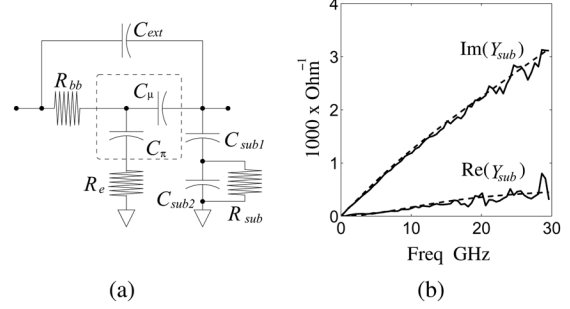 C_ext
R_bb
C_μ
C_π
C_sub1
R_e
C_sub2
R_sub
(a)
4
3
2
1
0
1000 x Ohm^-1
Im(Y_sub)
Re(Y_sub)
0 10 20 30
Freq GHz
(b)